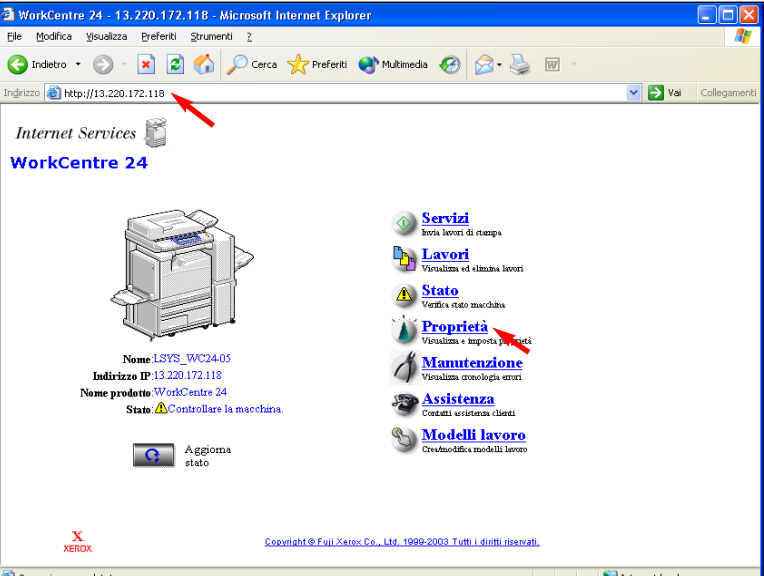 WorkCentre 24 - 13.220.172.118 - Microsoft Internet Explorer
File Modifica Visualizza Preferiti Strumenti ?
Indietro Cerca Preferiti Multimedia
Indirizzo http://13.220.172.118 Vai Collegamenti
Internet Services
WorkCentre 24
Servizi
Invia lavori di stampa
Lavori
Visualizza ed elimina lavori
Stato
Verifica stato macchina
Proprietà
Visualizza e imposta proprietà
Manutenzione
Visualizza cronologia errori
Assistenza
Contatti assistenza clienti
Modelli lavoro
Crea/modifica modelli lavoro
Nome:LSYS_WC24-05
Indirizzo IP:13.220.172.118
Nome prodotto:WorkCentre 24
Stato:Controllare la macchina.
Aggiorna
stato
X
XEROX.
Copyright © Fuji Xerox Co., Ltd. 1999-2003 Tutti i diritti riservati.